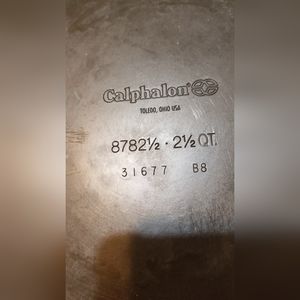 Calphalon
TOLEDO, OHIO USA
8782½ · 2½ QT.
31677 B8